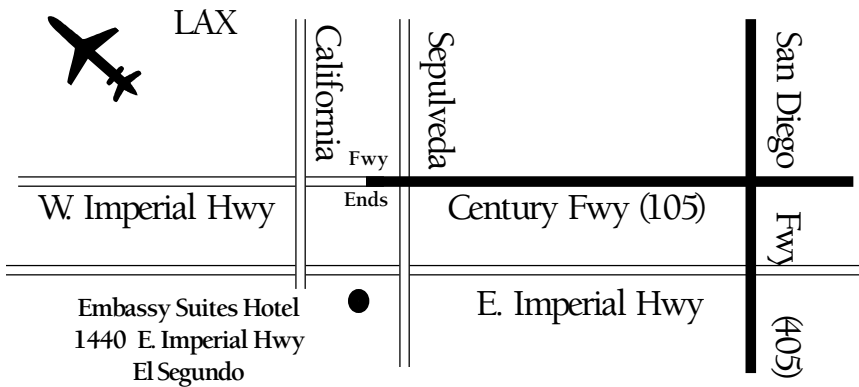 LAX
California
Sepulveda
San Diego Fwy (405)
Fwy
Ends
W. Imperial Hwy
Century Fwy (105)
E. Imperial Hwy
Embassy Suites Hotel
1440 E. Imperial Hwy
El Segundo